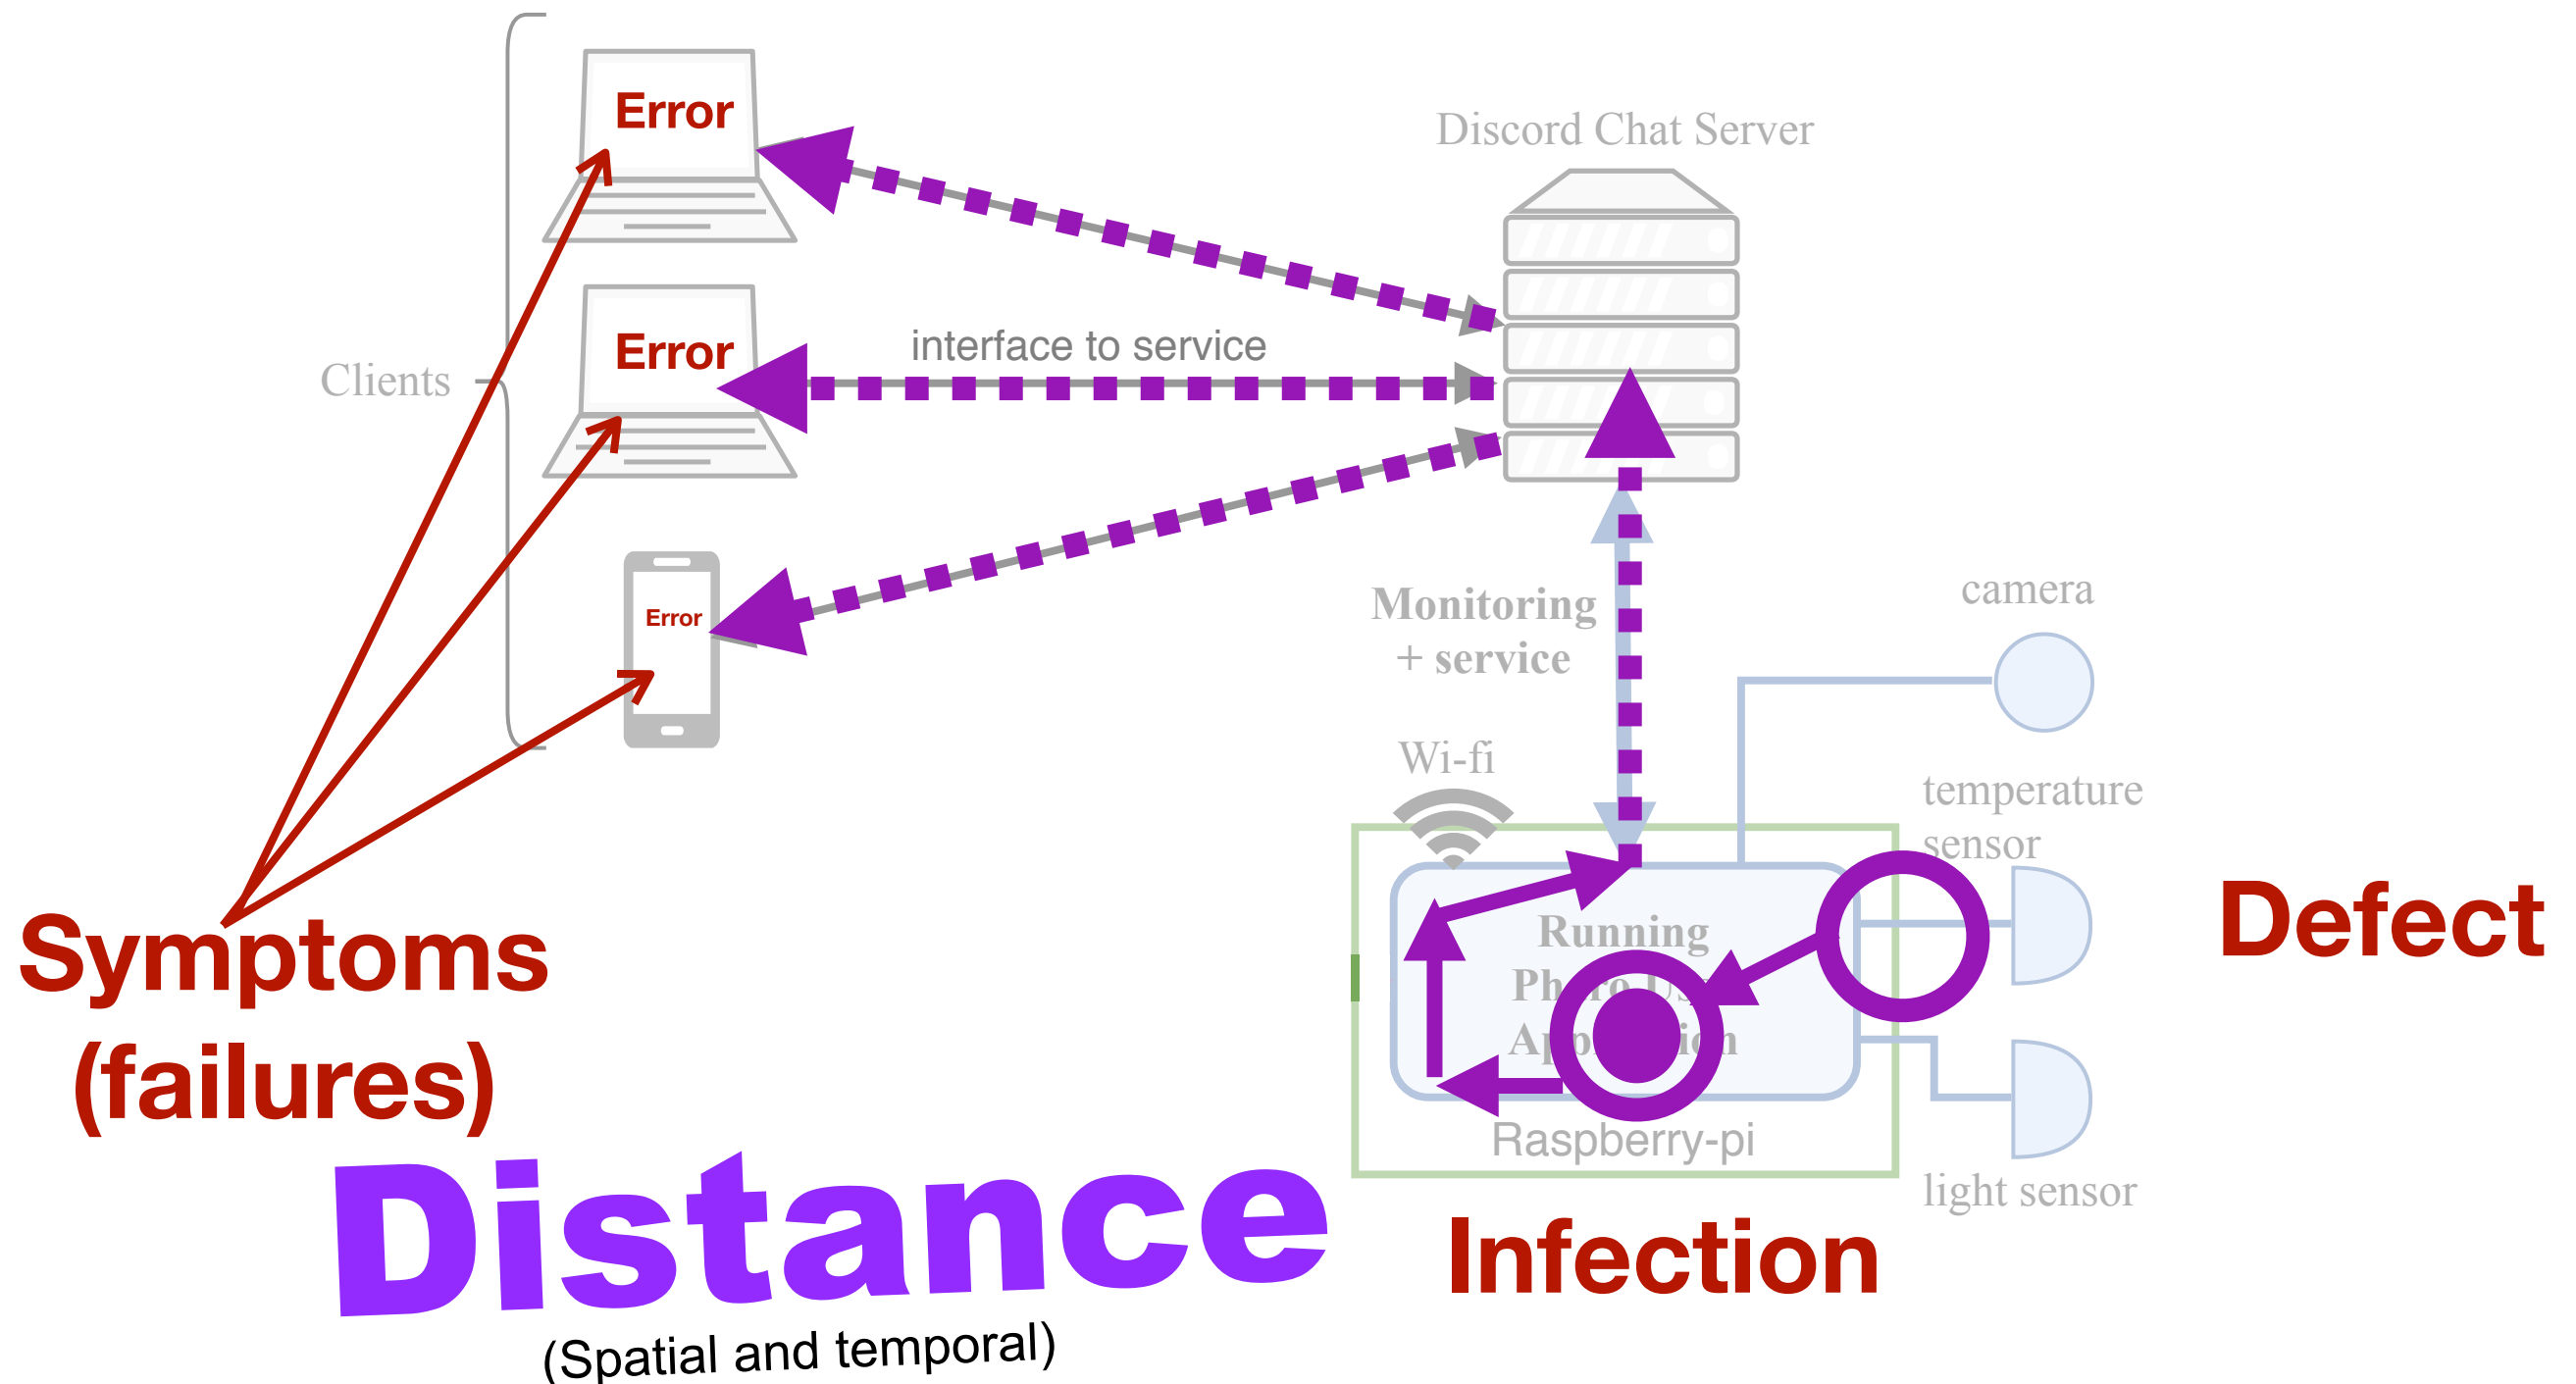 Error
Discord Chat Server
Error
interface to service
Clients
Error
Monitoring
+ service
camera
Wi-fi
temperature
sensor
Defect
Running
Symptoms
(failures)
Raspberry-pi
light sensor
Distance
Infection
(Spatial and temporal)